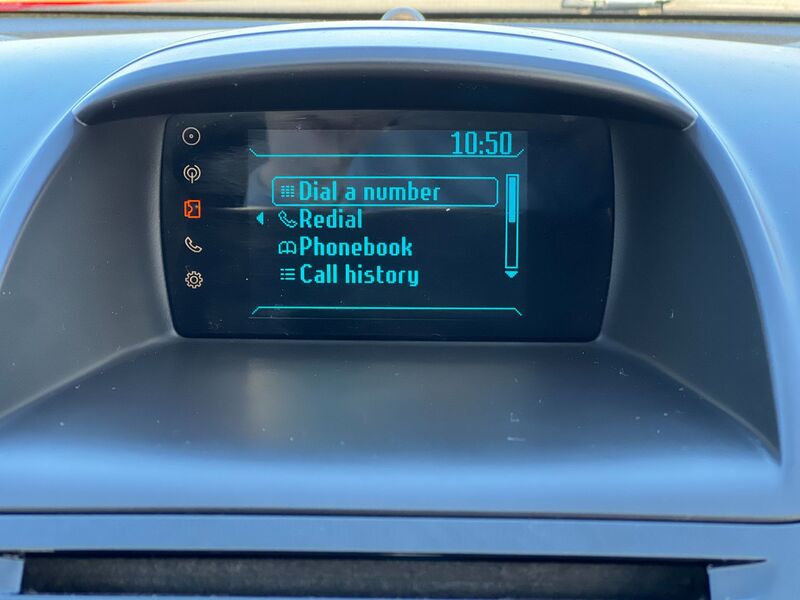 10:50
Dial a number
Redial
Phonebook
Call history